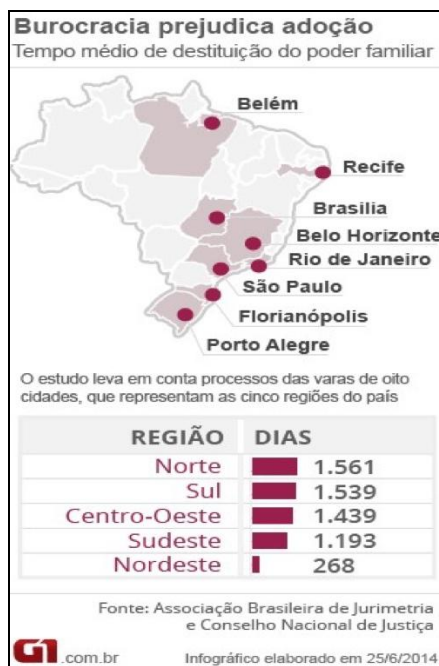 Burocracia prejudica adoção
Tempo médio de destituição do poder familiar
Belém
Recife
Brasilia
Belo Horizonte
Rio de Janeiro
São Paulo
Florianópolis
Porto Alegre
O estudo leva em conta processos das varas de oito
cidades, que representam as cinco regiões do país
REGIÃO DIAS
Norte 1.561
Sul 1.539
Centro-Oeste 1.439
Sudeste 1.193
Nordeste 268
Fonte: Associação Brasileira de Jurimetria
e Conselho Nacional de Justiça
G1.com.br Infográfico elaborado em 25/6/2014